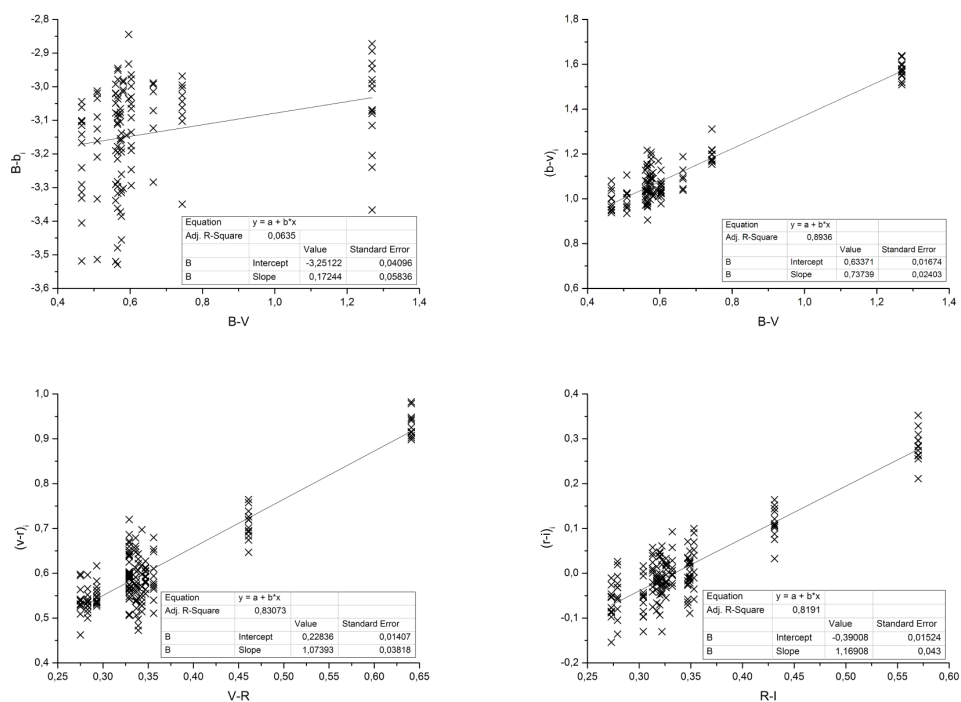 -2,8
-2,9
-3,0
-3,1
-3,2
-3,3
-3,4
-3,5
-3,6
B-b i
0,4 0,6 0,8 1,0 1,2 1,4
B-V
Equation y = a + b*x
Adj. R-Square 0,0635
Value Standard Error
B Intercept -3,25122 0,04096
B Slope 0,17244 0,05836
1,8
1,6
1,4
1,2
1,0
0,8
0,6
(b-v) i
0,4 0,5 0,6 0,7 0,8 0,9 1,0 1,1 1,2 1,3 1,4
B-V
Equation y = a + b*x
Adj. R-Square 0,8936
Value Standard Error
B Intercept 0,63371 0,01674
B Slope 0,73739 0,02403
1,0
0,9
0,8
0,7
0,6
0,5
0,4
(v-r) i
0,25 0,30 0,35 0,40 0,45 0,50 0,55 0,60 0,65
V-R
Equation y = a + b*x
Adj. R-Square 0,83073
Value Standard Error
B Intercept 0,22836 0,01407
B Slope 1,07393 0,03818
0,4
0,3
0,2
0,1
0,0
-0,1
-0,2
(r-i) i
0,25 0,30 0,35 0,40 0,45 0,50 0,55 0,60
R-I
Equation y = a + b*x
Adj. R-Square 0,8191
Value Standard Error
B Intercept -0,39008 0,01524
B Slope 1,16908 0,043